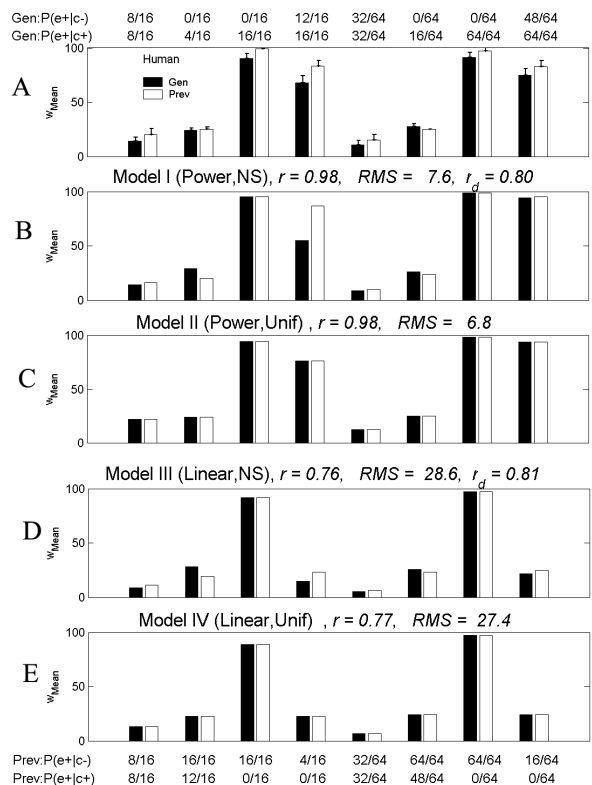 Gen:P(e+|c-) 8/16 0/16 0/16 12/16 32/64 0/64 0/64 48/64
Gen:P(e+|c+) 8/16 4/16 16/16 16/16 32/64 16/64 64/64 64/64
A
100
50
0
wMean
Human
Gen
Prev
Model I (Power,NS), r = 0.98, RMS = 7.6, rd = 0.80
B
100
50
0
wMean
Model II (Power,Unif) , r = 0.98, RMS = 6.8
C
100
50
0
wMean
Model III (Linear,NS), r = 0.76, RMS = 28.6, rd = 0.81
D
100
50
0
wMean
Model IV (Linear,Unif) , r = 0.77, RMS = 27.4
E
100
50
0
wMean
Prev:P(e+|c-) 8/16 16/16 16/16 4/16 32/64 64/64 64/64 16/64
Prev:P(e+|c+) 8/16 12/16 0/16 0/16 32/64 48/64 0/64 0/64